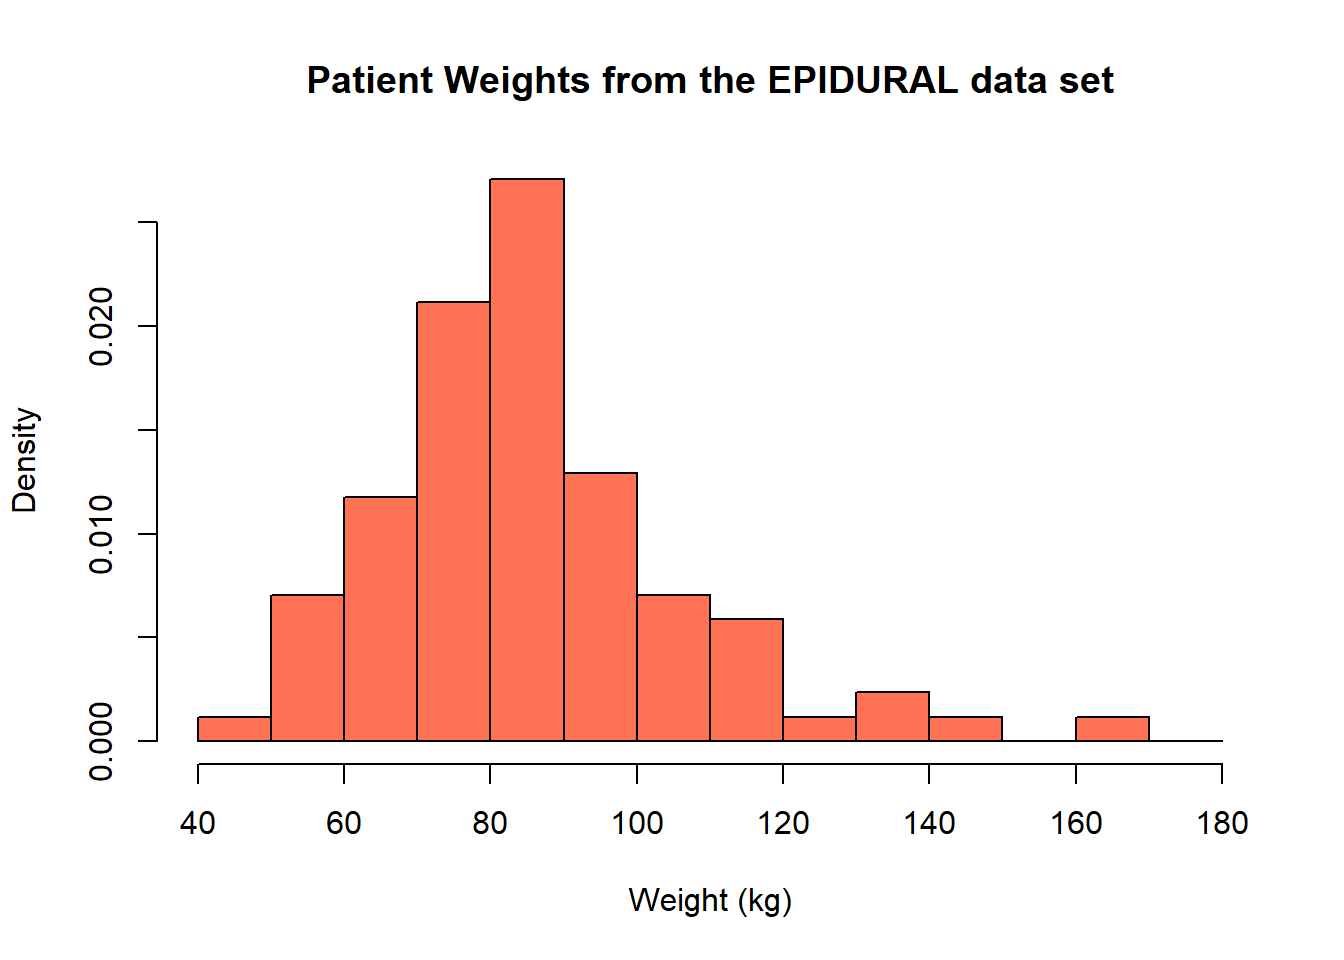 Patient Weights from the EPIDURAL data set
Density
0.020
0.010
0.000
40 60 80 100 120 140 160 180
Weight (kg)